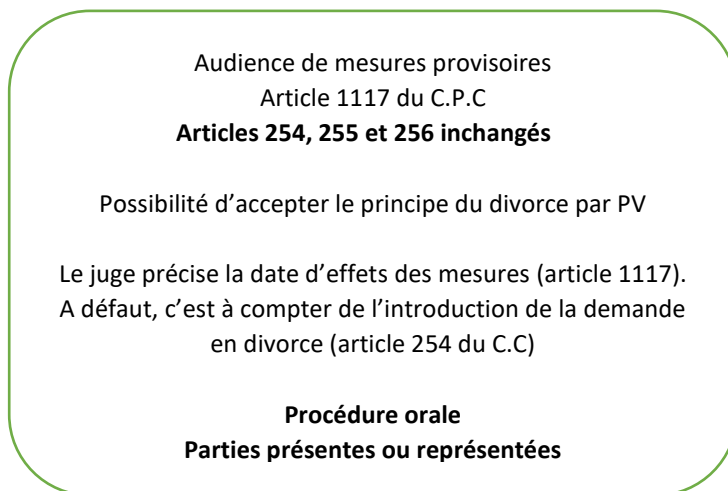 Audience de mesures provisoires
Article 1117 du C.P.C
Articles 254, 255 et 256 inchangés
Possibilité d’accepter le principe du divorce par PV
Le juge précise la date d’effets des mesures (article 1117).
A défaut, c’est à compter de l’introduction de la demande
en divorce (article 254 du C.C)
Procédure orale
Parties présentes ou représentées